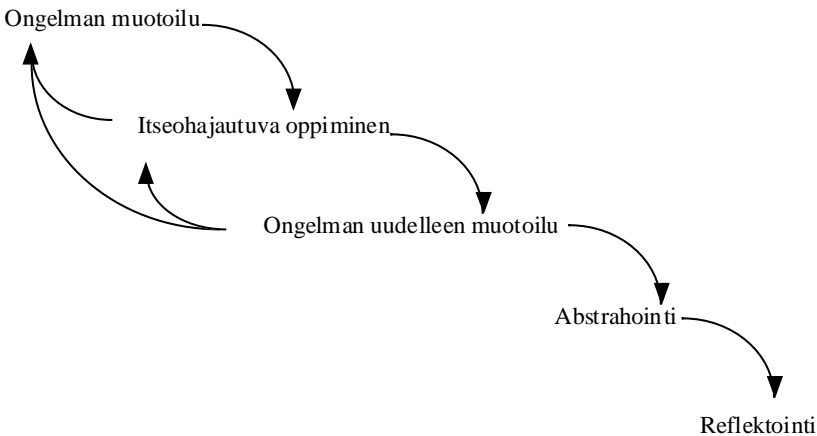 Ongelman muotoilu
Itseohajautuva oppiminen
Ongelman uudelleen muotoilu
Abstrahointi
Reflektointi